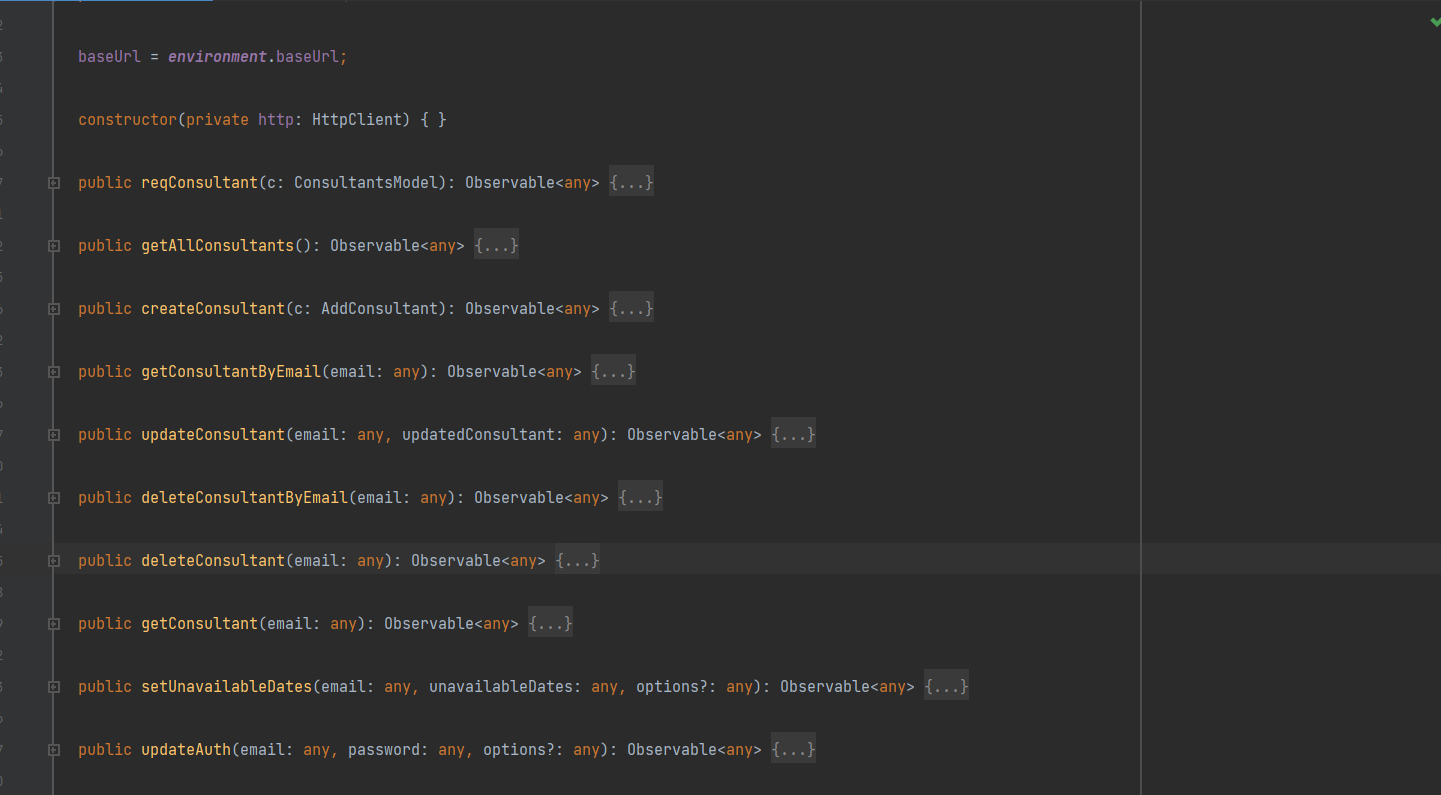 baseUrl = environment.baseUrl;
constructor(private http: HttpClient) { }
public reqConsultant(c: ConsultantsModel): Observable<any> {...}
public getAllConsultants(): Observable<any> {...}
public createConsultant(c: AddConsultant): Observable<any> {...}
public getConsultantByEmail(email: any): Observable<any> {...}
public updateConsultant(email: any, updatedConsultant: any): Observable<any> {...}
public deleteConsultantByEmail(email: any): Observable<any> {...}
public deleteConsultant(email: any): Observable<any> {...}
public getConsultant(email: any): Observable<any> {...}
public setUnavailableDates(email: any, unavailableDates: any, options?: any): Observable<any> {...}
public updateAuth(email: any, password: any, options?: any): Observable<any> {...}